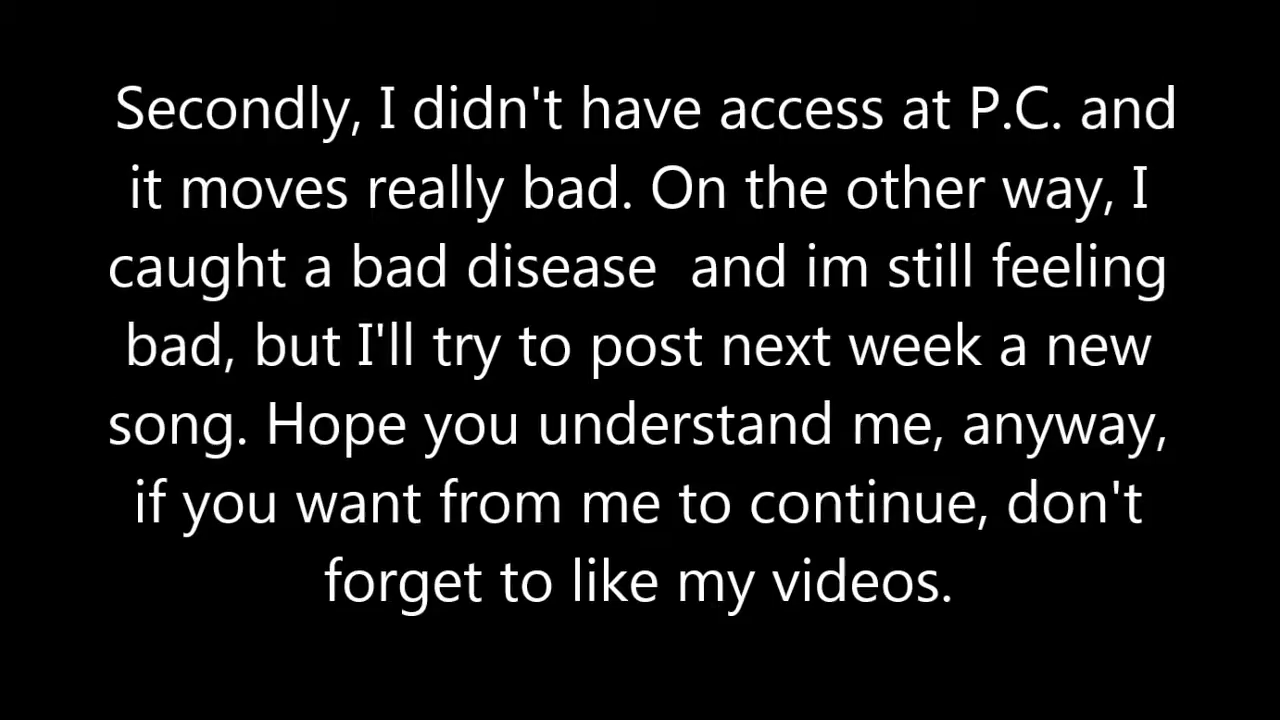 Secondly, I didn't have access at P.C. and
it moves really bad. On the other way, I
caught a bad disease  and im still feeling
bad, but I'll try to post next week a new
song. Hope you understand me, anyway,
if you want from me to continue, don't
forget to like my videos.